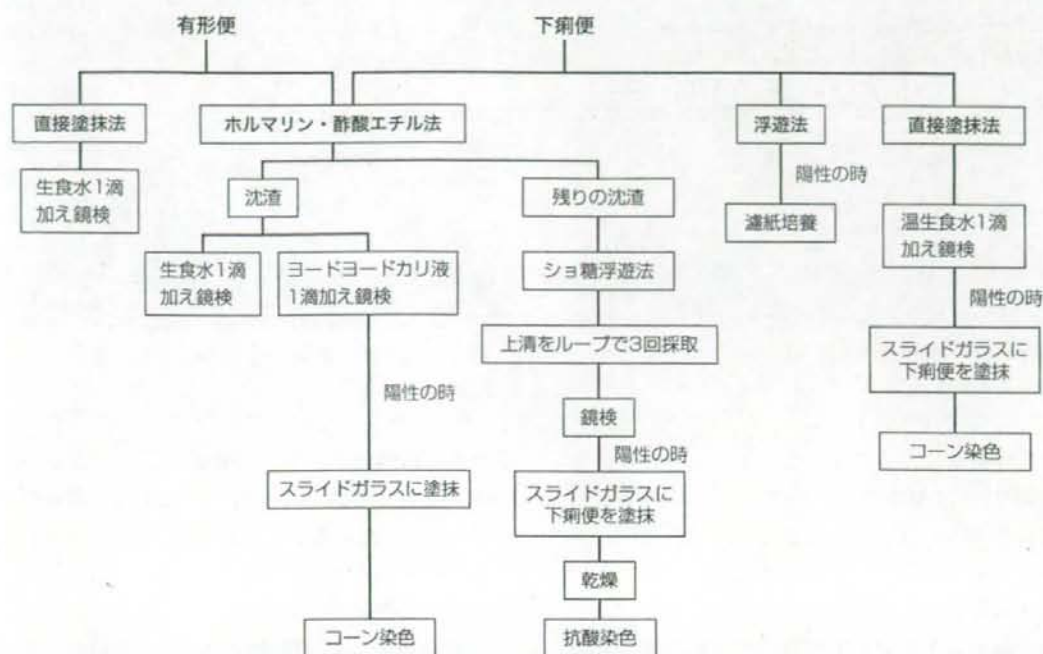 有形便
下痢便
直接塗抹法
ホルマリン・酢酸エチル法
浮遊法
直接塗抹法
生食水1滴
加え鏡検
沈渣
残りの沈渣
陽性の時
濾紙培養
温生食水1滴
加え鏡検
生食水1滴
加え鏡検
ヨードヨードカリ液
1滴加え鏡検
ショ糖浮遊法
陽性の時
上清をループで3回採取
スライドガラスに
下痢便を塗抹
陽性の時
鏡検
コーン染色
陽性の時
スライドガラスに塗抹
スライドガラスに
下痢便を塗抹
乾燥
コーン染色
抗酸染色